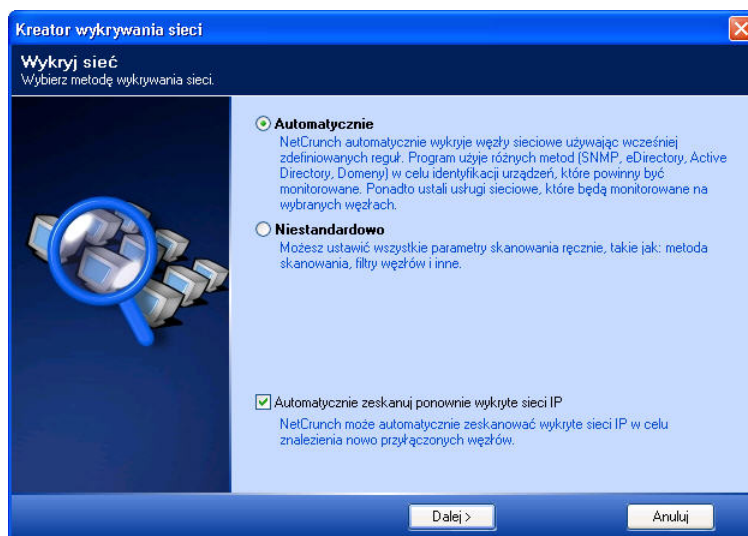 Kreator wykrywania sieci
Wykryj sieć
Wybierz metodę wykrywania sieci.
Automatycznie
NetCrunch automatycznie wykryje węzły sieciowe używając wcześniej
zdefiniowanych reguł. Program użyje różnych metod (SNMP, eDirectory, Active
Directory, Domeny) w celu identyfikacji urządzeń, które powinny być
monitorowane. Ponadto ustali usługi sieciowe, które będą monitorowane na
wybranych węzłach.
Niestandardowo
Możesz ustawić wszystkie parametry skanowania ręcznie, takie jak: metoda
skanowania, filtry węzłów i inne.
Automatycznie zeskanuj ponownie wykryte sieci IP
NetCrunch może automatycznie zeskanować wykryte sieci IP w celu
znalezienia nowo przyłączonych węzłów.
Dalej >
Anuluj